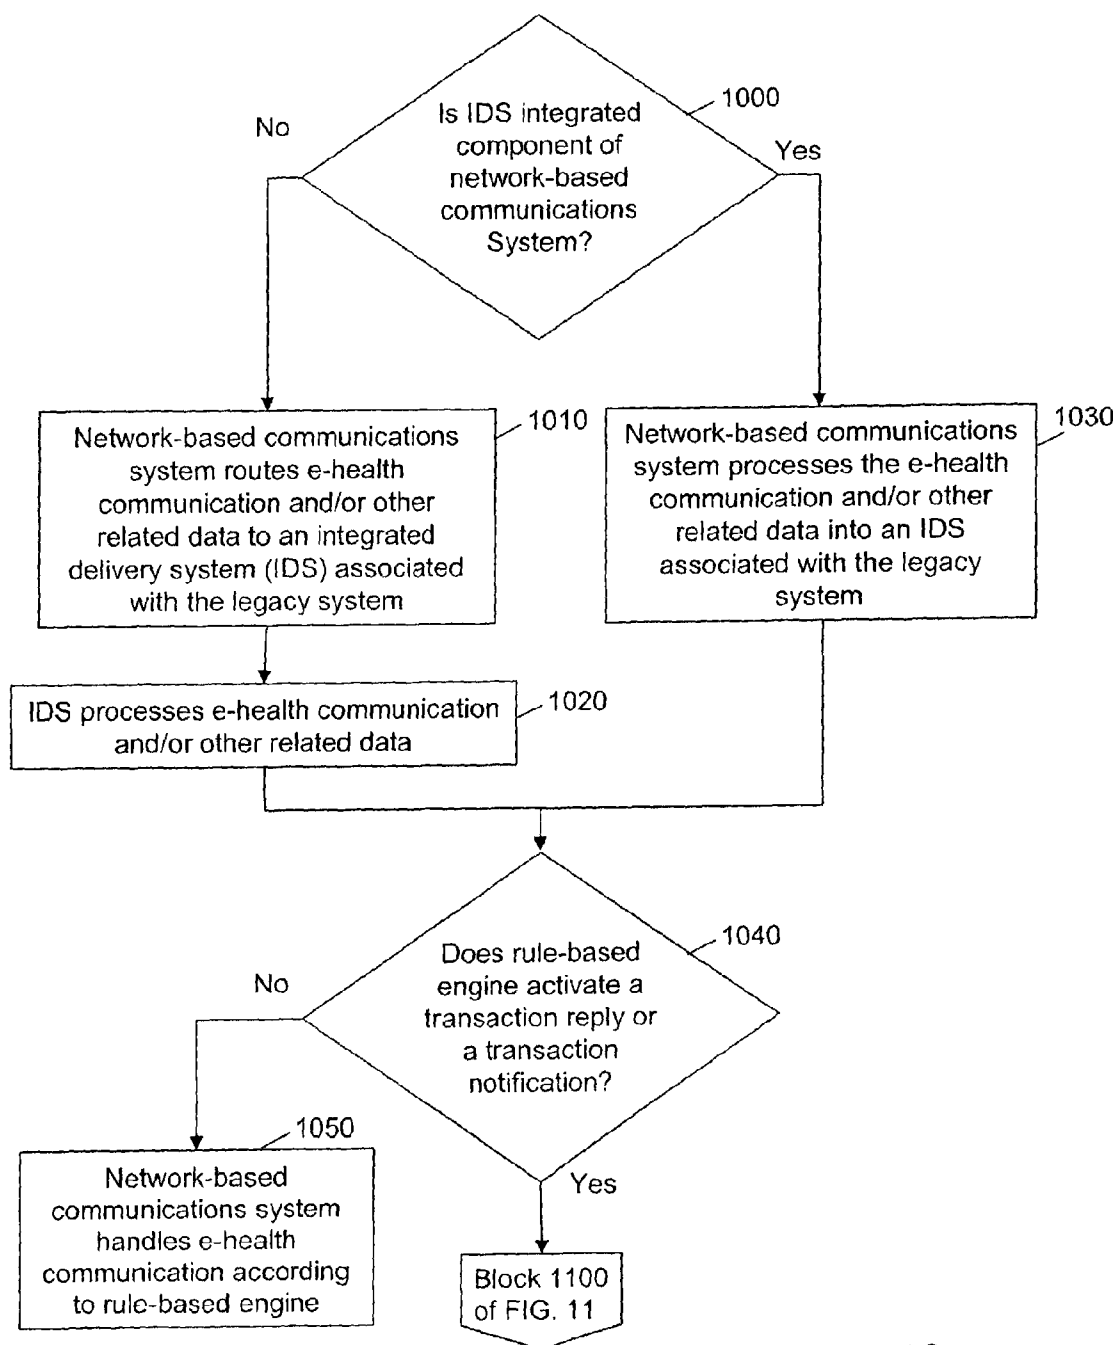 1000
Is IDS integrated
component of
network-based
communications
System?
No
Yes
1010
Network-based communications
system routes e-health
communication and/or other
related data to an integrated
delivery system (IDS) associated
with the legacy system
1030
Network-based communications
system processes the e-health
communication and/or other
related data into an IDS
associated with the legacy
system
1020
IDS processes e-health communication
and/or other related data
1040
Does rule-based
engine activate a
transaction reply or
a transaction
notification?
No
Yes
1050
Network-based
communications system
handles e-health
communication according
to rule-based engine
Block 1100
of FIG. 11